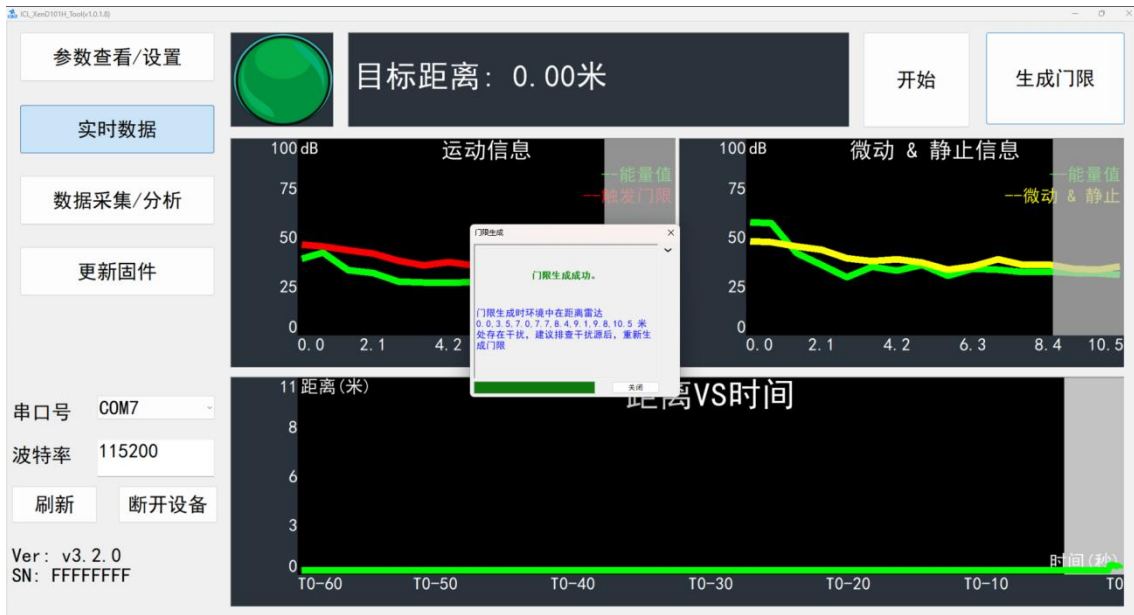 ICL_XenD101H_Tool(v1.0.1.8)
参数查看/设置
实时数据
数据采集/分析
更新固件
串口号 COM7
波特率 115200
刷新 断开设备
Ver: v3.2.0
SN: FFFFFFFF
目标距离: 0.00米
开始
生成门限
100 dB 运动信息
--能量值
--触发门限
75
50
25
0
0.0 2.1 4.2
100 dB 微动 & 静止信息
--能量值
--微动 & 静止
75
50
25
0
0.0 2.1 4.2 6.3 8.4 10.5
门限生成
门限生成成功。
门限生成时环境中在距离雷达
0.0,3.5,7.0,7.7,8.4,9.1,9.8,10.5 米
处存在干扰，建议排查干扰源后，重新生
成门限
关闭
11 距离(米) 距离VS时间
8
6
3
0
时间(秒)
T0-60 T0-50 T0-40 T0-30 T0-20 T0-10 T0